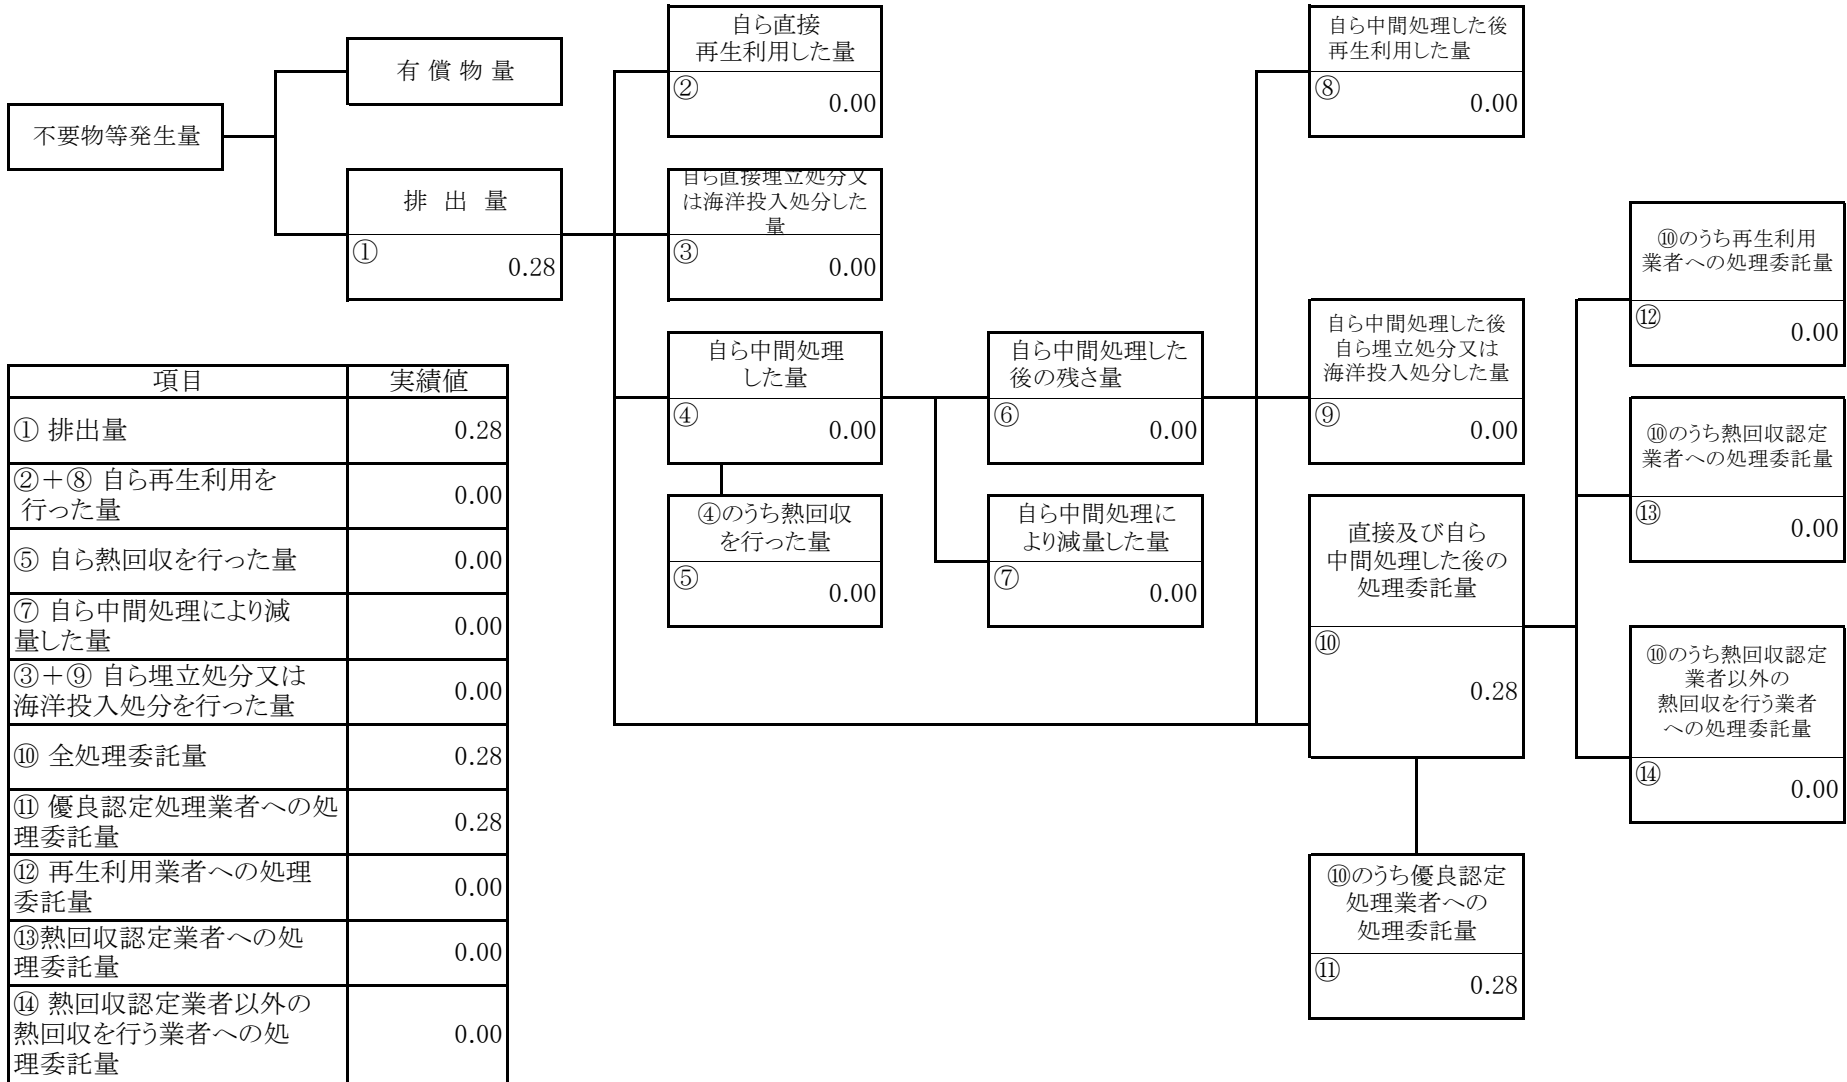 不要物等発生量
有 償 物 量
排 出 量
①
0.28
自ら直接
再生利用した量
②
0.00
自ら直接埋立処分又
は海洋投入処分した
量
③
0.00
自ら中間処理
した量
④
0.00
④のうち熱回収
を行った量
⑤
0.00
自ら中間処理した
後の残さ量
⑥
0.00
自ら中間処理に
より減量した量
⑦
0.00
自ら中間処理した後
再生利用した量
⑧
0.00
自ら中間処理した後
自ら埋立処分又は
海洋投入処分した量
⑨
0.00
直接及び自ら
中間処理した後の
処理委託量
⑩
0.28
⑩のうち優良認定
処理業者への
処理委託量
⑪
0.28
⑩のうち再生利用
業者への処理委託量
⑫
0.00
⑩のうち熱回収認定
業者への処理委託量
⑬
0.00
⑩のうち熱回収認定
業者以外の
熱回収を行う業者
への処理委託量
⑭
0.00
項目 実績値
① 排出量 0.28
②+⑧ 自ら再生利用を
行った量 0.00
⑤ 自ら熱回収を行った量 0.00
⑦ 自ら中間処理により減
量した量 0.00
③+⑨ 自ら埋立処分又は
海洋投入処分を行った量 0.00
⑩ 全処理委託量 0.28
⑪ 優良認定処理業者への処
理委託量 0.28
⑫ 再生利用業者への処理
委託量 0.00
⑬熱回収認定業者への処
理委託量 0.00
⑭ 熱回収認定業者以外の
熱回収を行う業者への処
理委託量 0.00